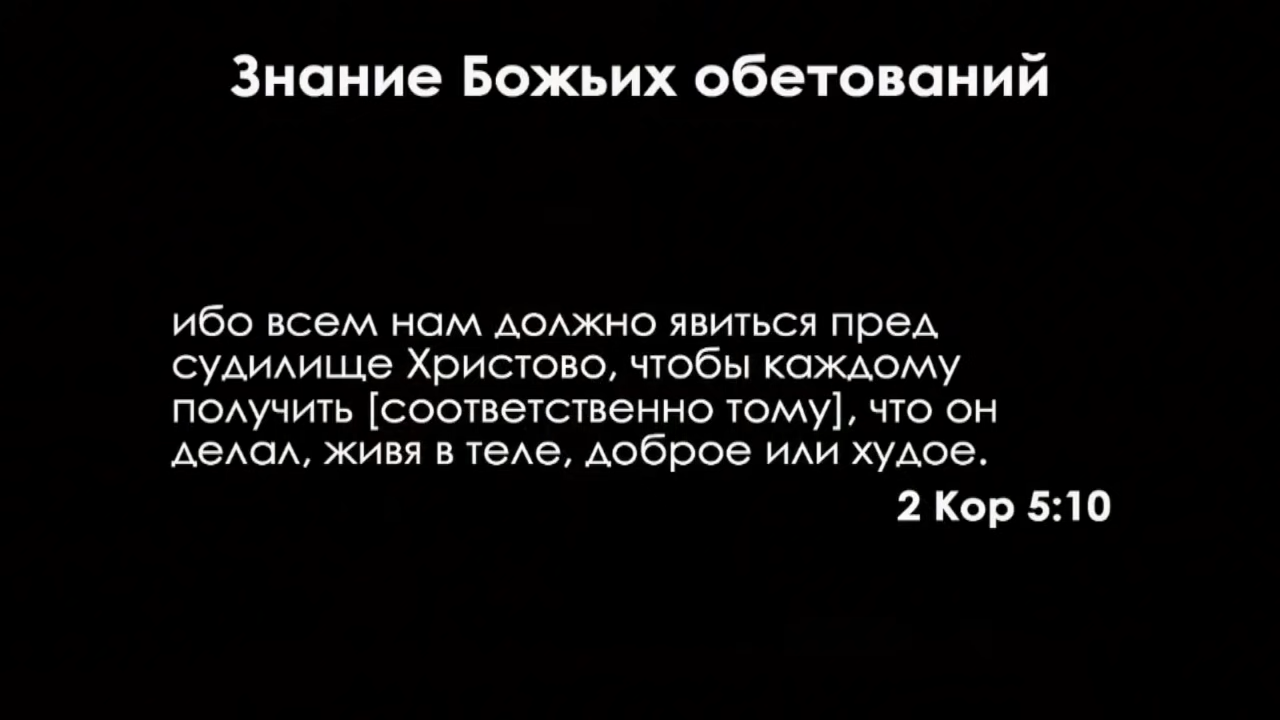 Знание Божьих обетований
ибо всем нам должно явиться пред
судилище Христово, чтобы каждому
получить [соответственно тому], что он
делал, живя в теле, доброе или худое.
2 Кор 5:10